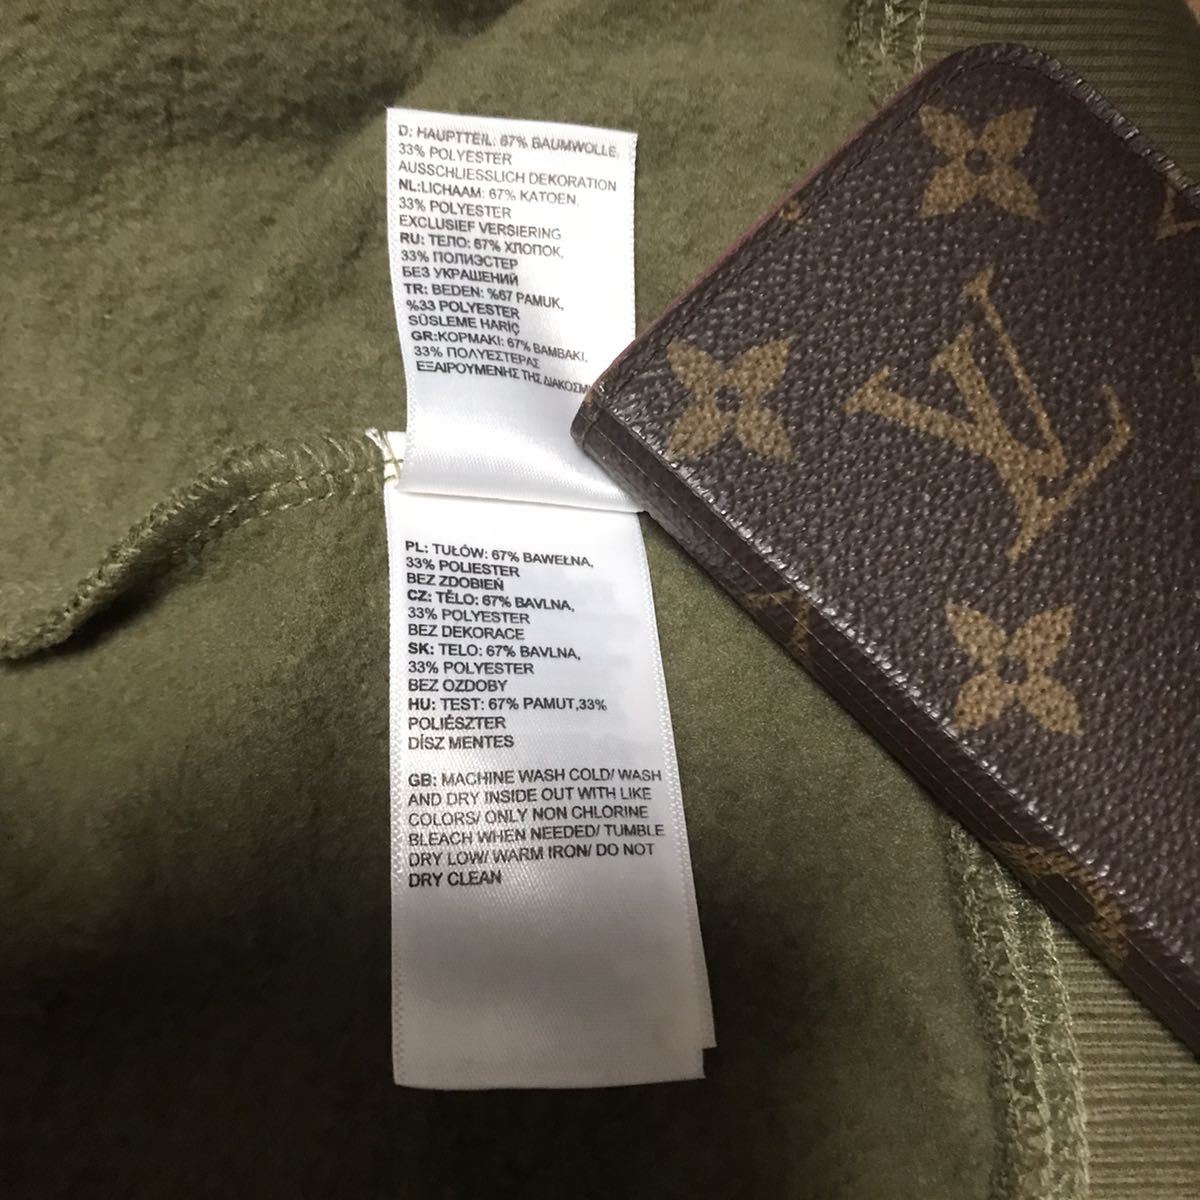 D: HAUPTTEIL: 67% BAUMWOLLE,
33% POLYESTER
AUSSCHLIESSLICH DEKORATION
NL:LICHAAM: 67% KATOEN,
33% POLYESTER
EXCLUSIEF VERSIERING
RU: ТЕЛО: 67% ХЛОПОК,
33% ПОЛИЭСТЕР
БЕЗ УКРАШЕНИЙ
TR: BEDEN: %67 PAMUK,
%33 POLYESTER
SÜSLEME HARİÇ
GR:ΚΟΡΜΑΚΙ: 67% ΒΑΜΒΑΚΙ,
33% ΠΟΛΥΕΣΤΕΡΑΣ
ΕΞΑΙΡΟΥΜΕΝΗΣ ΤΗΣ
PL: TUŁÓW: 67% BAWEŁNA,
33% POLIESTER
BEZ ZDOBIEŃ
CZ: TĚLO: 67% BAVLNA,
33% POLYESTER
BEZ DEKORACE
SK: TELO: 67% BAVLNA,
33% POLYESTER
BEZ OZDOBY
HU: TEST: 67% PAMUT,33%
POLIÉSZTER
DÍSZ MENTES
GB: MACHINE WASH COLD/ WASH
AND DRY INSIDE OUT WITH LIKE
COLORS/ ONLY NON CHLORINE
BLEACH WHEN NEEDED/ TUMBLE
DRY LOW/ WARM IRON/ DO NOT
DRY CLEAN
LV